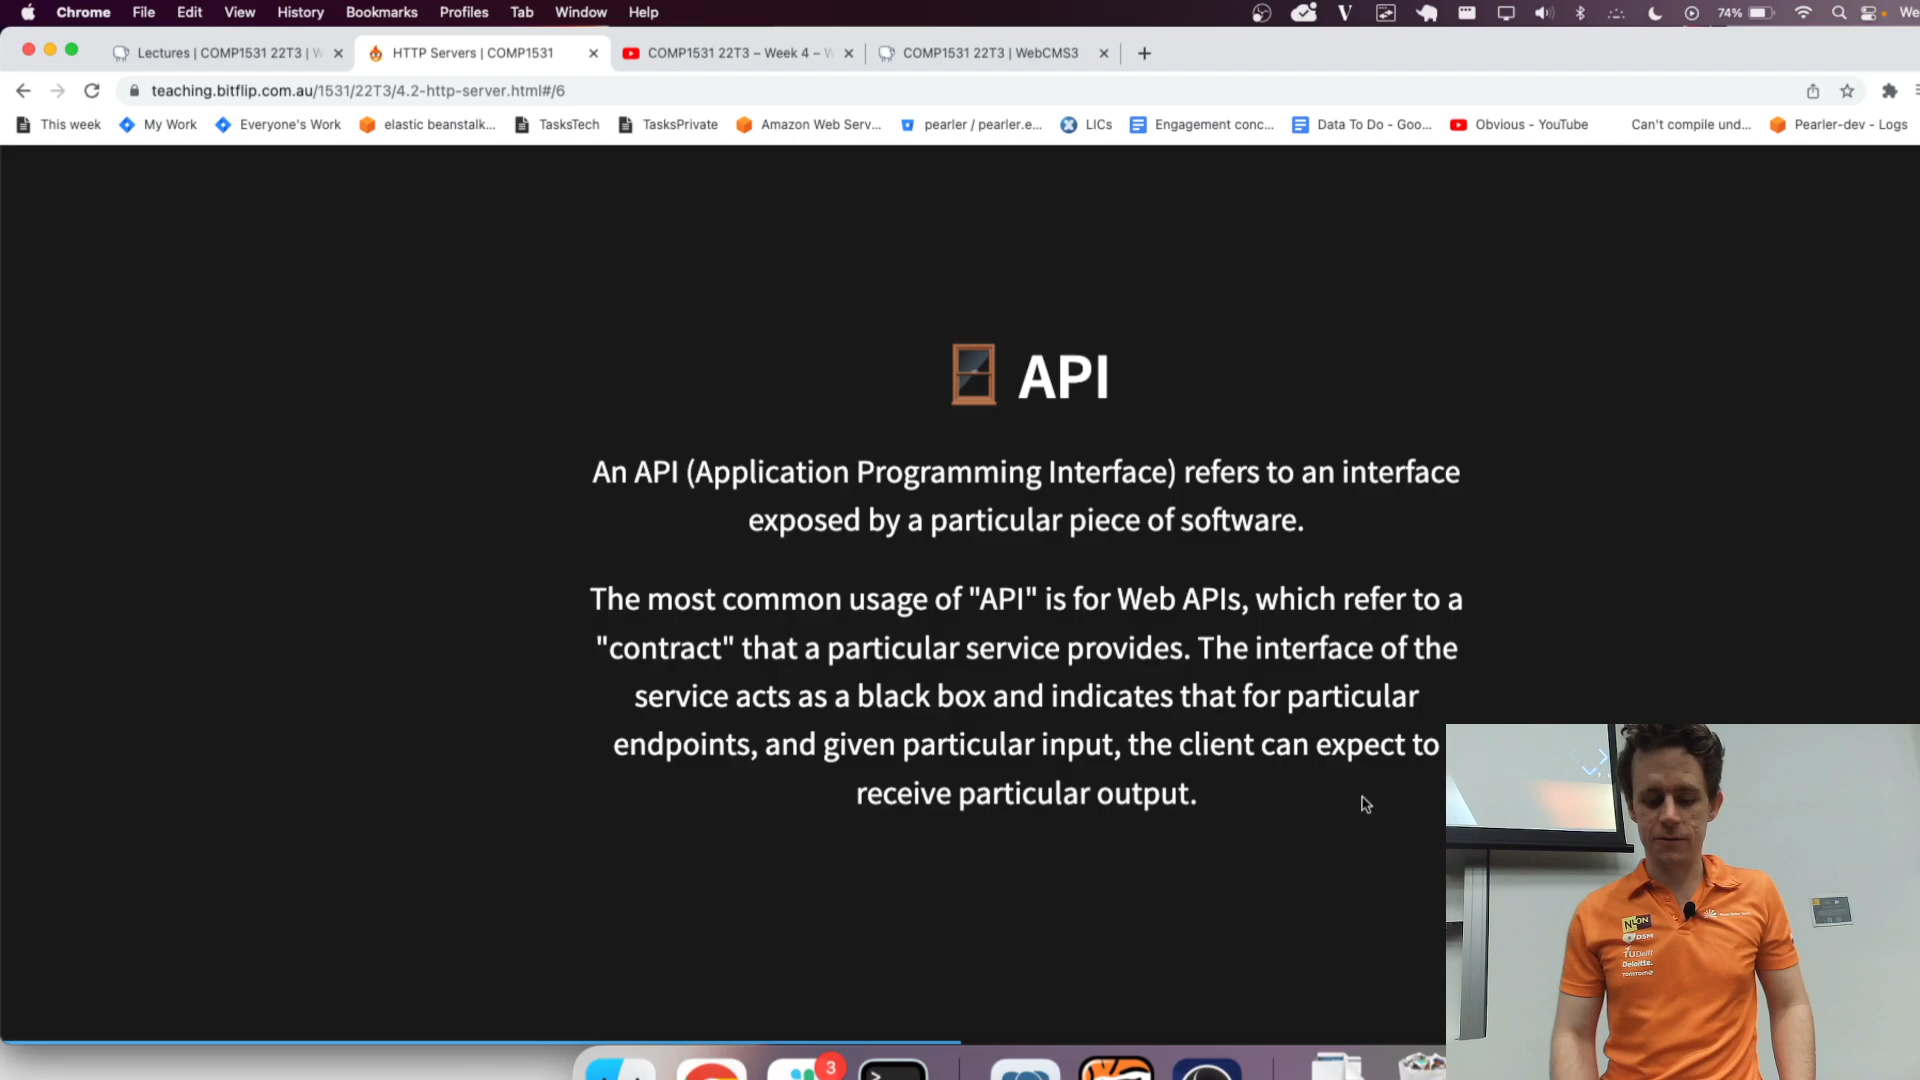 Chrome File Edit View History Bookmarks Profiles Tab Window Help 74% We
Lectures | COMP1531 22T3 | W
HTTP Servers | COMP1531
COMP1531 22T3 – Week 4 – W
COMP1531 22T3 | WebCMS3
teaching.bitflip.com.au/1531/22T3/4.2-http-server.html#/6
This week My Work Everyone's Work elastic beanstalk... TasksTech TasksPrivate Amazon Web Serv... pearler / pearler.e... LICs Engagement conc... Data To Do - Goo... Obvious - YouTube Can't compile und... Pearler-dev - Logs
API
An API (Application Programming Interface) refers to an interface
exposed by a particular piece of software.
The most common usage of "API" is for Web APIs, which refer to a
"contract" that a particular service provides. The interface of the
service acts as a black box and indicates that for particular
endpoints, and given particular input, the client can expect to
receive particular output.
NUON
DSM
TUDelft
Deloitte.
TOMTOM
3